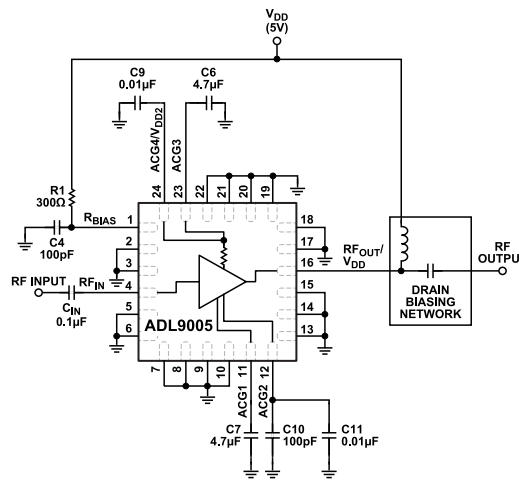 VDD
(5V)
C9
0.01µF
C6
4.7µF
ACG4/VDD2
ACG3
24
23
22
21
20
19
R1
300Ω
RBIAS
C4
100pF
1
2
3
4
5
6
RF INPUT
RFIN
CIN
0.1µF
ADL9005
18
17
16
15
14
13
RFOUT/
VDD
RF
OUTPU
DRAIN
BIASING
NETWORK
7
8
9
10
11
12
ACG1
ACG2
C7
4.7µF
C10
100pF
C11
0.01µF